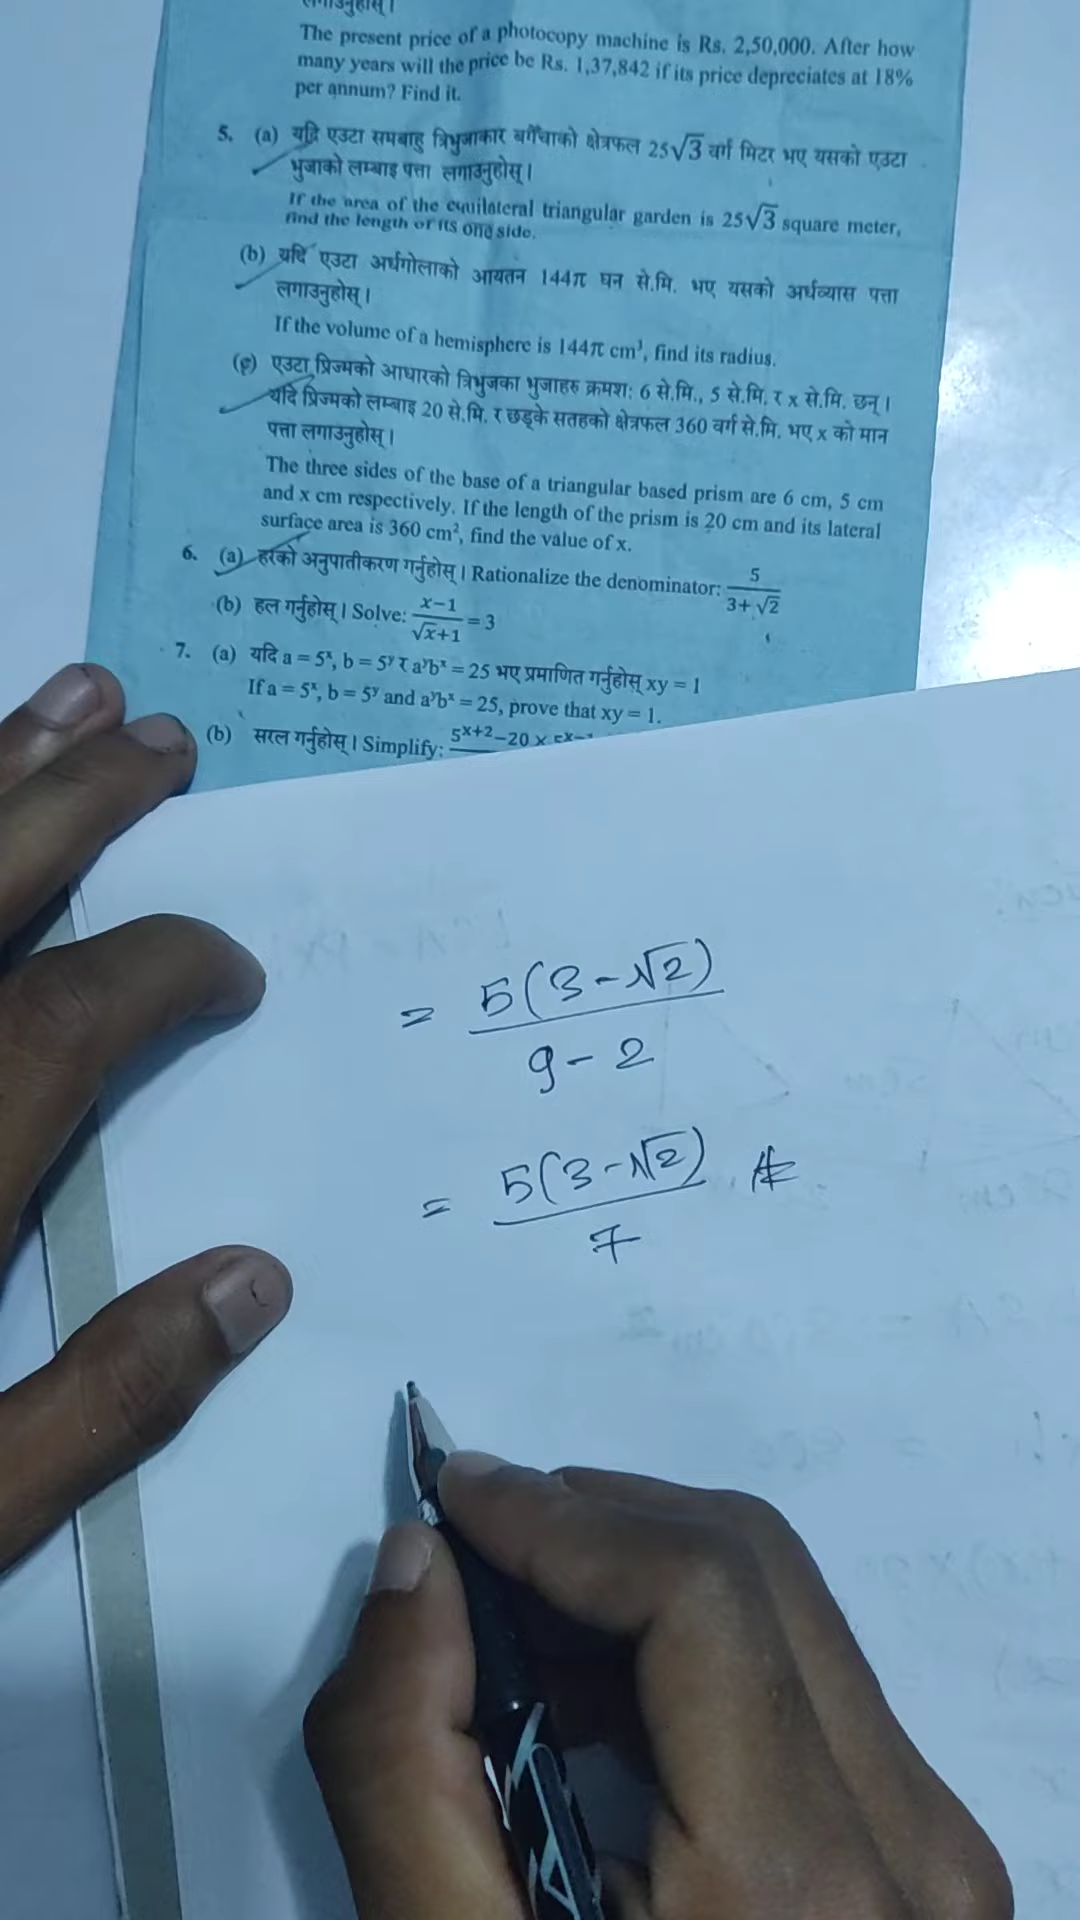 लगाउनुहोस् ।
The present price of a photocopy machine is Rs. 2,50,000. After how
many years will the price be Rs. 1,37,842 if its price depreciates at 18%
per annum? Find it.
5. (a) यदि एउटा समबाहु त्रिभुजाकार बगैँचाको क्षेत्रफल 25√3 वर्ग मिटर भए यसको एउटा
भुजाको लम्बाइ पत्ता लगाउनुहोस् ।
If the area of the equilateral triangular garden is 25√3 square meter,
find the length of its one side.
(b) यदि एउटा अर्धगोलाको आयतन 144π घन से.मि. भए यसको अर्धव्यास पत्ता
लगाउनुहोस् ।
If the volume of a hemisphere is 144π cm³, find its radius.
(c) एउटा प्रिज्मको आधारको त्रिभुजका भुजाहरु क्रमश: 6 से.मि., 5 से.मि. र x से.मि. छन् ।
यदि प्रिज्मको लम्बाइ 20 से.मि. र छड्के सतहको क्षेत्रफल 360 वर्ग से.मि. भए x को मान
पत्ता लगाउनुहोस् ।
The three sides of the base of a triangular based prism are 6 cm, 5 cm
and x cm respectively. If the length of the prism is 20 cm and its lateral
surface area is 360 cm², find the value of x.
6. (a) हरको अनुपातीकरण गर्नुहोस् । Rationalize the denominator: 5/(3+√2)
(b) हल गर्नुहोस् । Solve: (x−1)/(√x+1) = 3
7. (a) यदि a = 5ˣ, b = 5ʸ र aʸbˣ = 25 भए प्रमाणित गर्नुहोस् xy = 1
If a = 5ˣ, b = 5ʸ and aʸbˣ = 25, prove that xy = 1.
(b) सरल गर्नुहोस् । Simplify: 5ˣ⁺²−20 × 5ˣ⁻¹
= 5(3-√2)
9-2
= 5(3-√2)
7